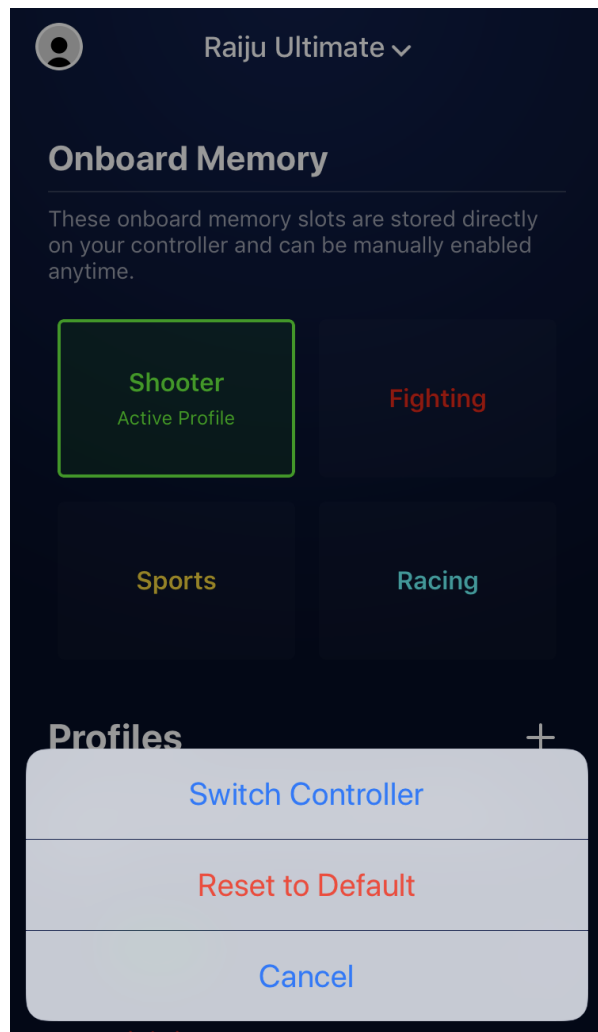 Raiju Ultimate
Onboard Memory
These onboard memory slots are stored directly
on your controller and can be manually enabled
anytime.
Shooter
Active Profile
Fighting
Sports
Racing
Profiles
Switch Controller
Reset to Default
Cancel